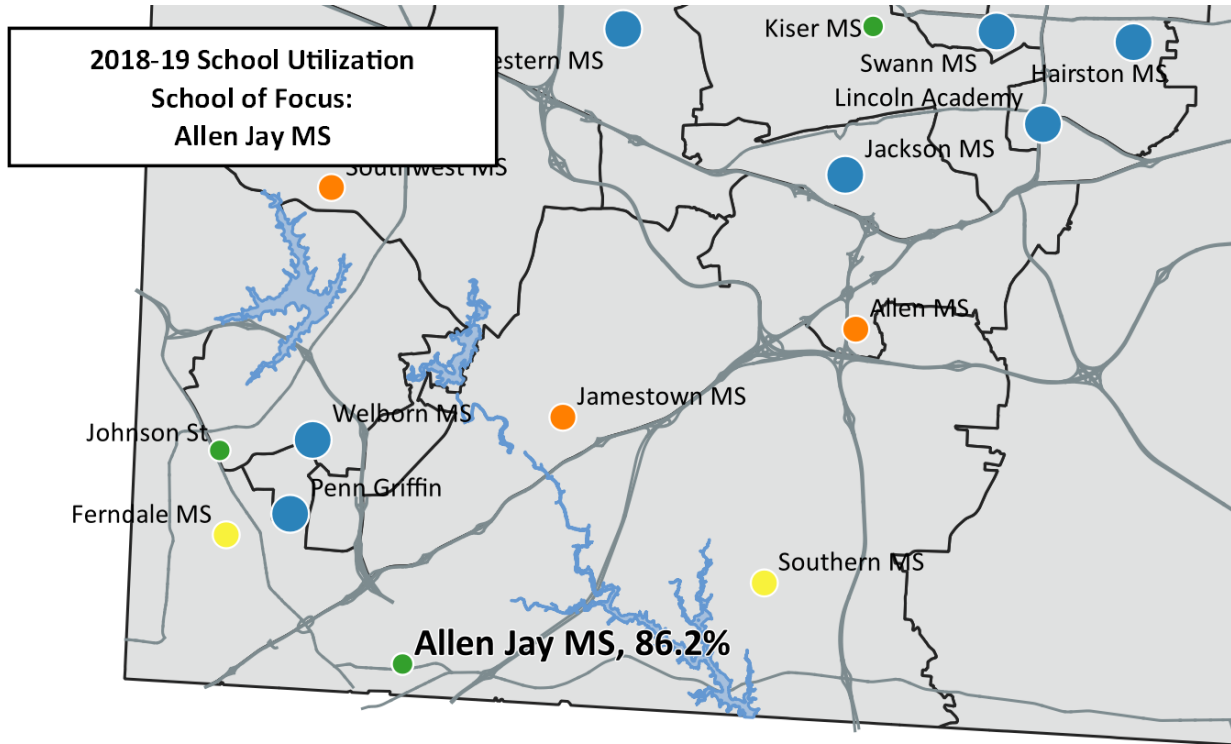 2018-19 School Utilization
School of Focus:
Allen Jay MS
estern MS
Kiser MS
Swann MS
Hairston MS
Lincoln Academy
Jackson MS
Southwest MS
Allen MS
Jamestown MS
Welborn MS
Johnson St
Penn Griffin
Ferndale MS
Southern MS
Allen Jay MS, 86.2%